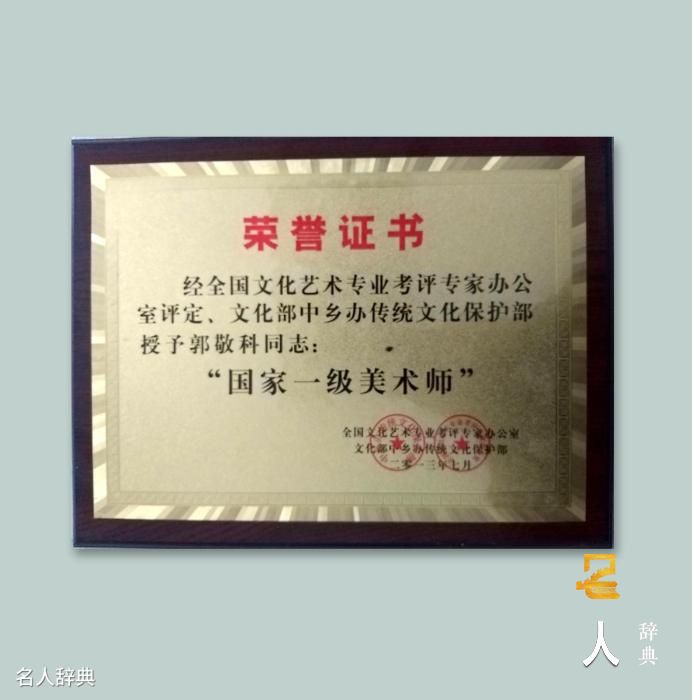 荣誉证书
经全国文化艺术专业考评专家办公
室评定、文化部中乡办传统文化保护部
授予郭敬科同志：
“国家一级美术师”
全国文化艺术专业考评专家办公室
文化部中乡办传统文化保护部
二零一三年七月
名人辞典
名人辞典